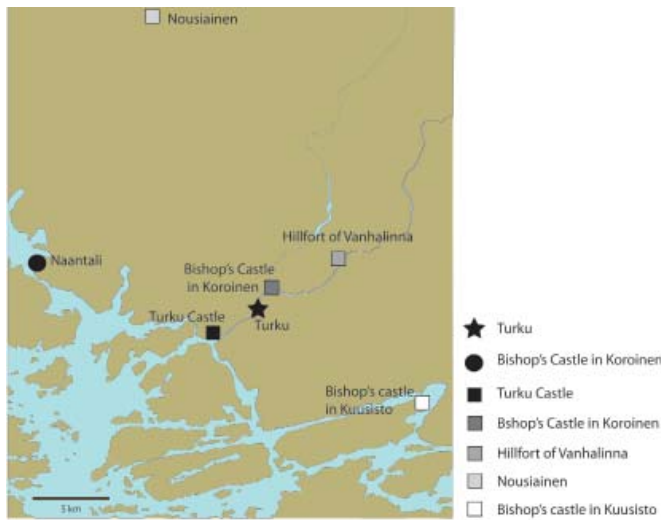 Nousiainen
Hillfort of Vanhalinna
Naantali
Bishop's Castle
in Koroinen
Turku Castle
Turku
Bishop's castle
in Kuusisto
5 km
Turku
Bishop's Castle in Koroinen
Turku Castle
Bshop's Castle in Koroinen
Hillfort of Vanhalinna
Nousiainen
Bishop's castle in Kuusisto